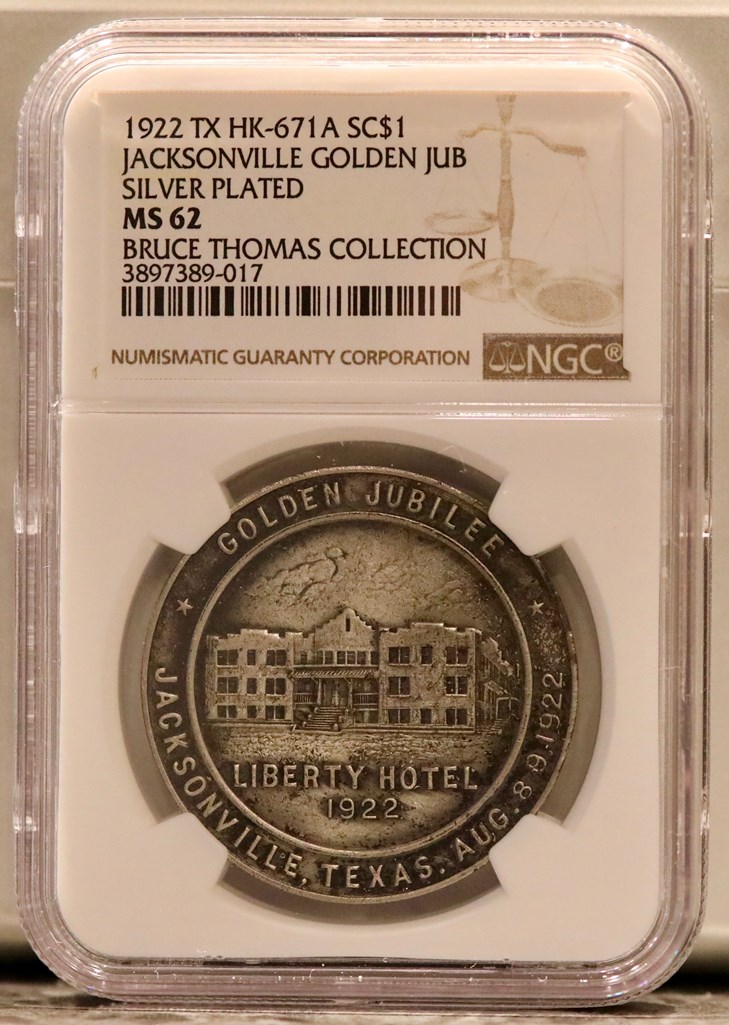 1922 TX HK-671A SC$1
JACKSONVILLE GOLDEN JUB
SILVER PLATED
MS 62
BRUCE THOMAS COLLECTION
3897389-017
NUMISMATIC GUARANTY CORPORATION
NGC®
GOLDEN JUBILEE
LIBERTY HOTEL
1922
JACKSONVILLE, TEXAS, AUG. 8 9. 1922